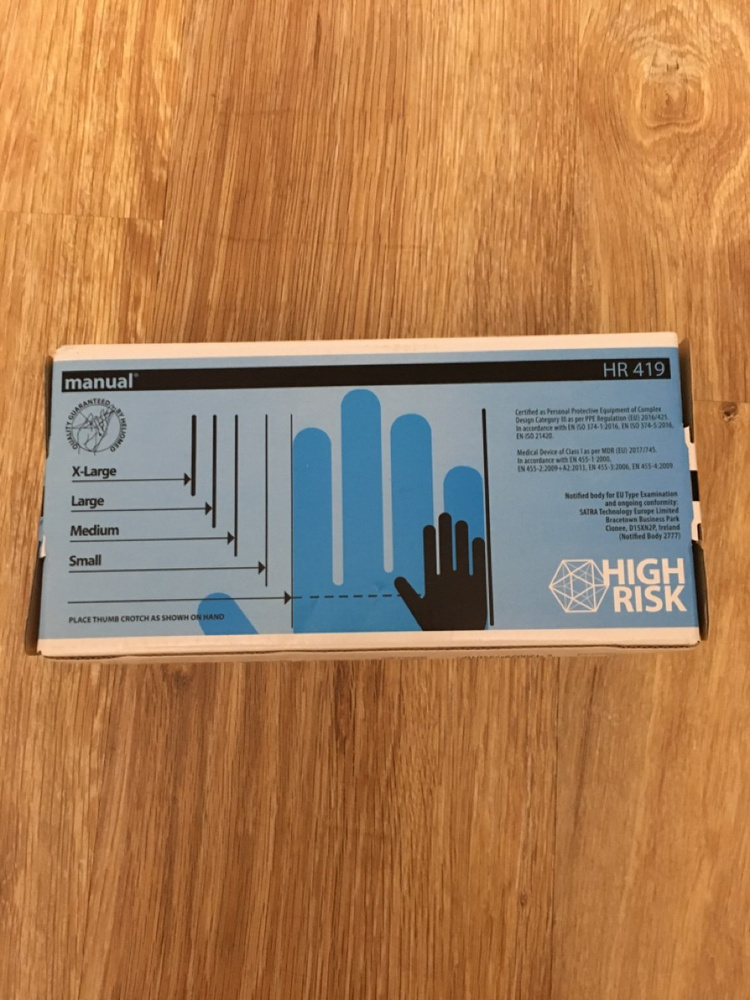 manual®
HR 419
QUALITY GUARANTEED BY HELIOMED
X-Large
Large
Medium
Small
PLACE THUMB CROTCH AS SHOWN ON HAND
Certified as Personal Protective Equipment of Complex
Design Category III as per PPE Regulation (EU) 2016/425.
In accordance with EN ISO 374-1:2016, EN ISO 374-5:2016,
EN ISO 21420.
Medical Device of Class I as per MDR (EU) 2017/745.
In accordance with EN 455-1:2000,
EN 455-2:2009+A2:2013, EN 455-3:2006, EN 455-4:2009
Notified body for EU Type Examination
and ongoing conformity:
SATRA Technology Europe Limited
Bracetown Business Park
Clonee, D15XN2P, Ireland
(Notified Body 2777)
HIGH
RISK